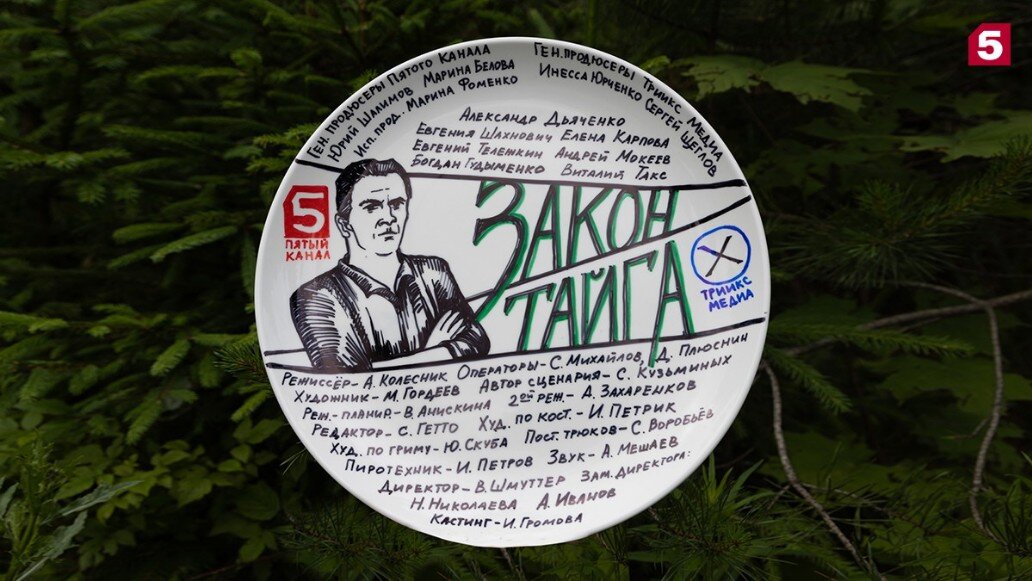 5
Ген.продюсеры Пятого Канала
Юрий Шалимов Марина Белова
Исп. прод. Марина Фоменко
Ген.продюсеры Триикс Медиа
Инесса Юрченко Сергей Щеглов
Александр Дьяченко
Евгения Шахнович Елена Карпова
Евгений Тележкин Андрей Мокеев
Богдан Гудыменко Виталий Такс
5
ПЯТЫЙ
КАНАЛ
ЗАКОН
ТАЙГА
X
ТРИИКС
МЕДИА
Режиссёр - А. Колесник Операторы - С. Михайлов, Д. Плюснин
Художник - М. Гордеев Автор сценария - С. Кузьминых
Реж.-планир - В. Анискина 2ой реж.- Д. Захаренков
Редактор - С. Гетто Худ. по кост. - И. Петрик
Худ. по гриму - Ю. Скуба Пост. трюков - С. Воробьёв
Пиротехник - И. Петров Звук - А. Мешаев
Директор - В. Шмуттер Зам. директора:
Н. Николаева А. Иванов
Кастинг - И. Громова